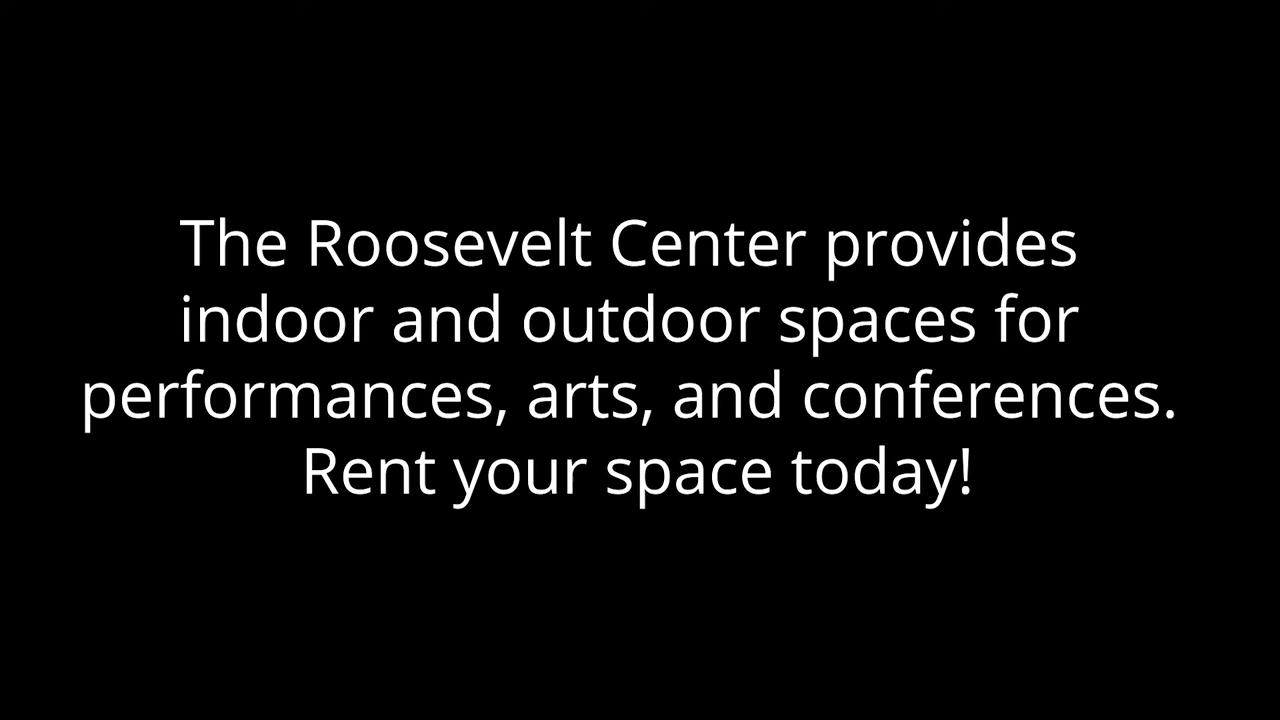 The Roosevelt Center provides
indoor and outdoor spaces for
performances, arts, and conferences.
Rent your space today!